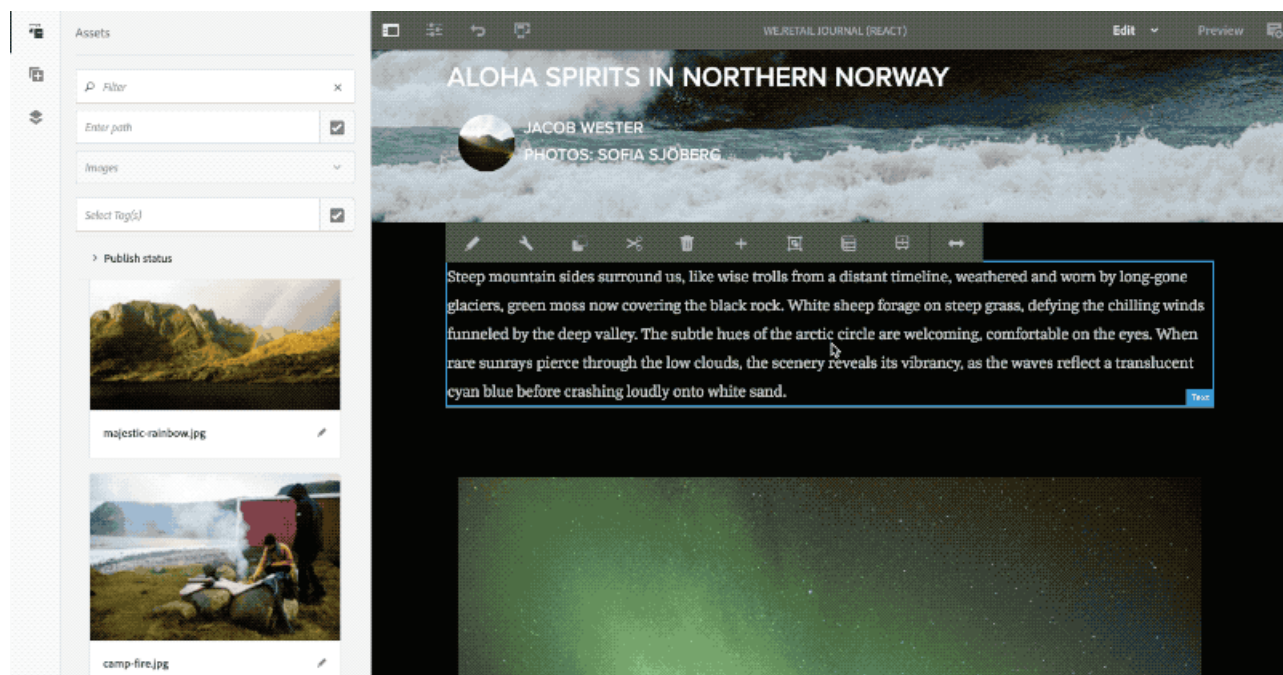 Assets
Filter
Enter path
Images
Select Tag(s)
Publish status
majestic-rainbow.jpg
camp-fire.jpg
WE.RETAIL JOURNAL (REACT)
Edit
Preview
ALOHA SPIRITS IN NORTHERN NORWAY
JACOB WESTER
PHOTOS: SOFIA SJÖBERG
Steep mountain sides surround us, like wise trolls from a distant timeline, weathered and worn by long-gone
glaciers, green moss now covering the black rock. White sheep forage on steep grass, defying the chilling winds
funneled by the deep valley. The subtle hues of the arctic circle are welcoming, comfortable on the eyes. When
rare sunrays pierce through the low clouds, the scenery reveals its vibrancy, as the waves reflect a translucent
cyan blue before crashing loudly onto white sand.
Text